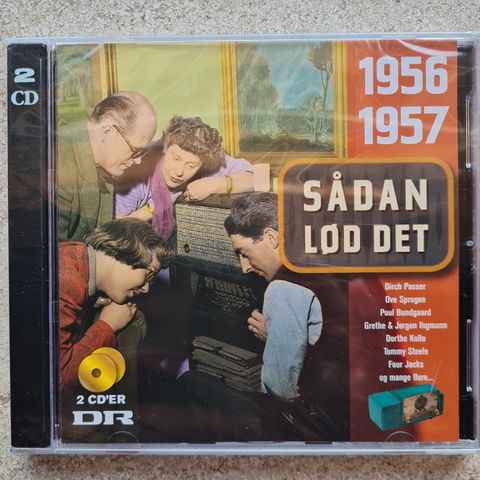 2
CD
1956
1957
SÅDAN
LØD DET
Dirch Passer
Ove Sprogøe
Poul Bundgaard
Grethe & Jørgen Ingmann
Dorthe Kollo
Tommy Steele
Four Jacks
og mange flere...
2 CD'ER
DR